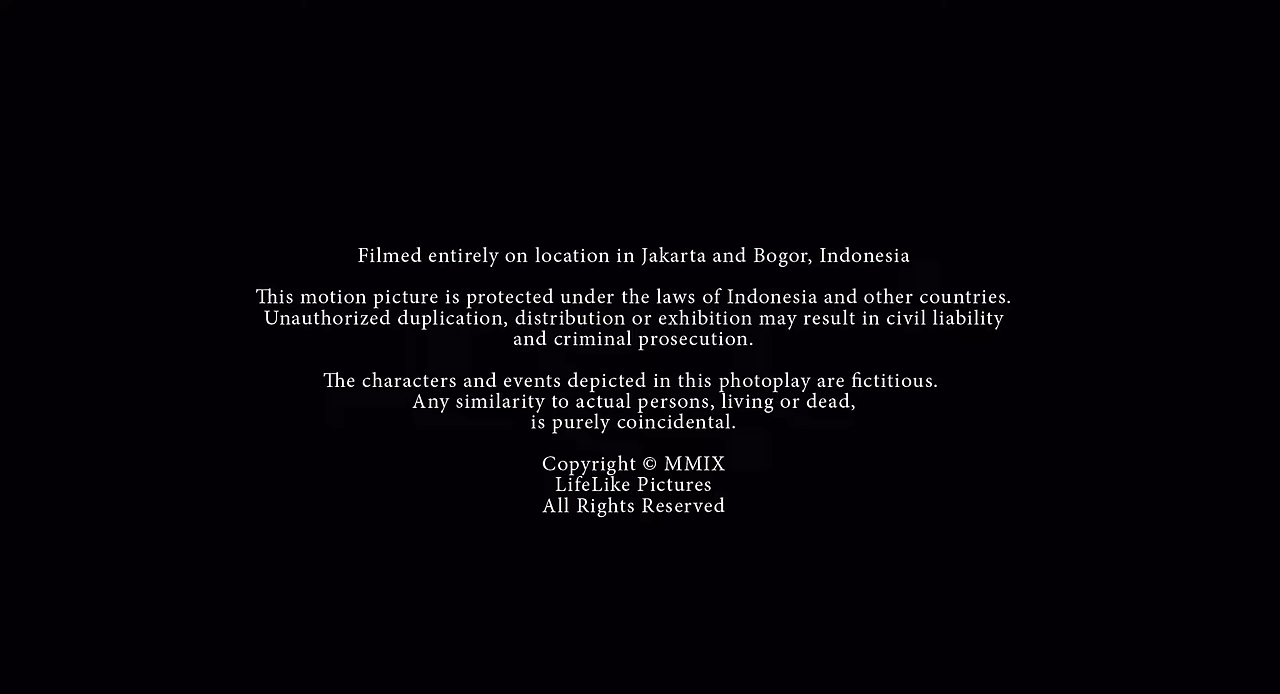 Filmed entirely on location in Jakarta and Bogor, Indonesia
This motion picture is protected under the laws of Indonesia and other countries.
Unauthorized duplication, distribution or exhibition may result in civil liability
and criminal prosecution.
The characters and events depicted in this photoplay are fictitious.
Any similarity to actual persons, living or dead,
is purely coincidental.
Copyright © MMIX
LifeLike Pictures
All Rights Reserved